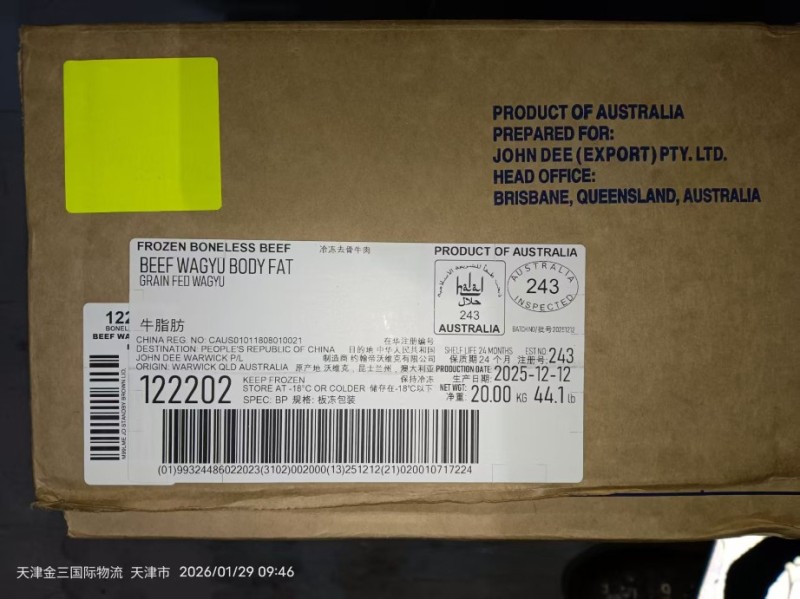 PRODUCT OF AUSTRALIA
PREPARED FOR:
JOHN DEE (EXPORT) PTY. LTD.
HEAD OFFICE:
BRISBANE, QUEENSLAND, AUSTRALIA
FROZEN BONELESS BEEF 冷冻去骨牛肉
BEEF WAGYU BODY FAT
GRAIN FED WAGYU
牛脂肪
PRODUCT OF AUSTRALIA
halal
حلال
243
AUSTRALIA
AUSTRALIA
243
INSPECTED
BATCH NO/批号 20251212
CHINA REG. NO: CAUS01011808010021 在华注册编号
DESTINATION: PEOPLE'S REPUBLIC OF CHINA 目的地 中华人民共和国
JOHN DEE WARWICK P/L 制造商 约翰帝沃维克有限公司
ORIGIN: WARWICK QLD AUSTRALIA 原产地 沃维克, 昆士兰州, 澳大利亚
SHELF LIFE 24 MONTHS EST NO
保质期 24 个月 注册号: 243
PRODUCTION DATE:
生产日期: 2025-12-12
122202
KEEP FROZEN 保持冷冻
STORE AT -18°C OR COLDER 储存在-18°C以下
SPEC: BP 规格: 板冻包装
NET WGT:
净重: 20.00 KG 44.1 lb
(01)99324486022023(3102)002000(13)251212(21)020010717224
122
BONEL
BEEF WA
天津金三国际物流 天津市 2026/01/29 09:46